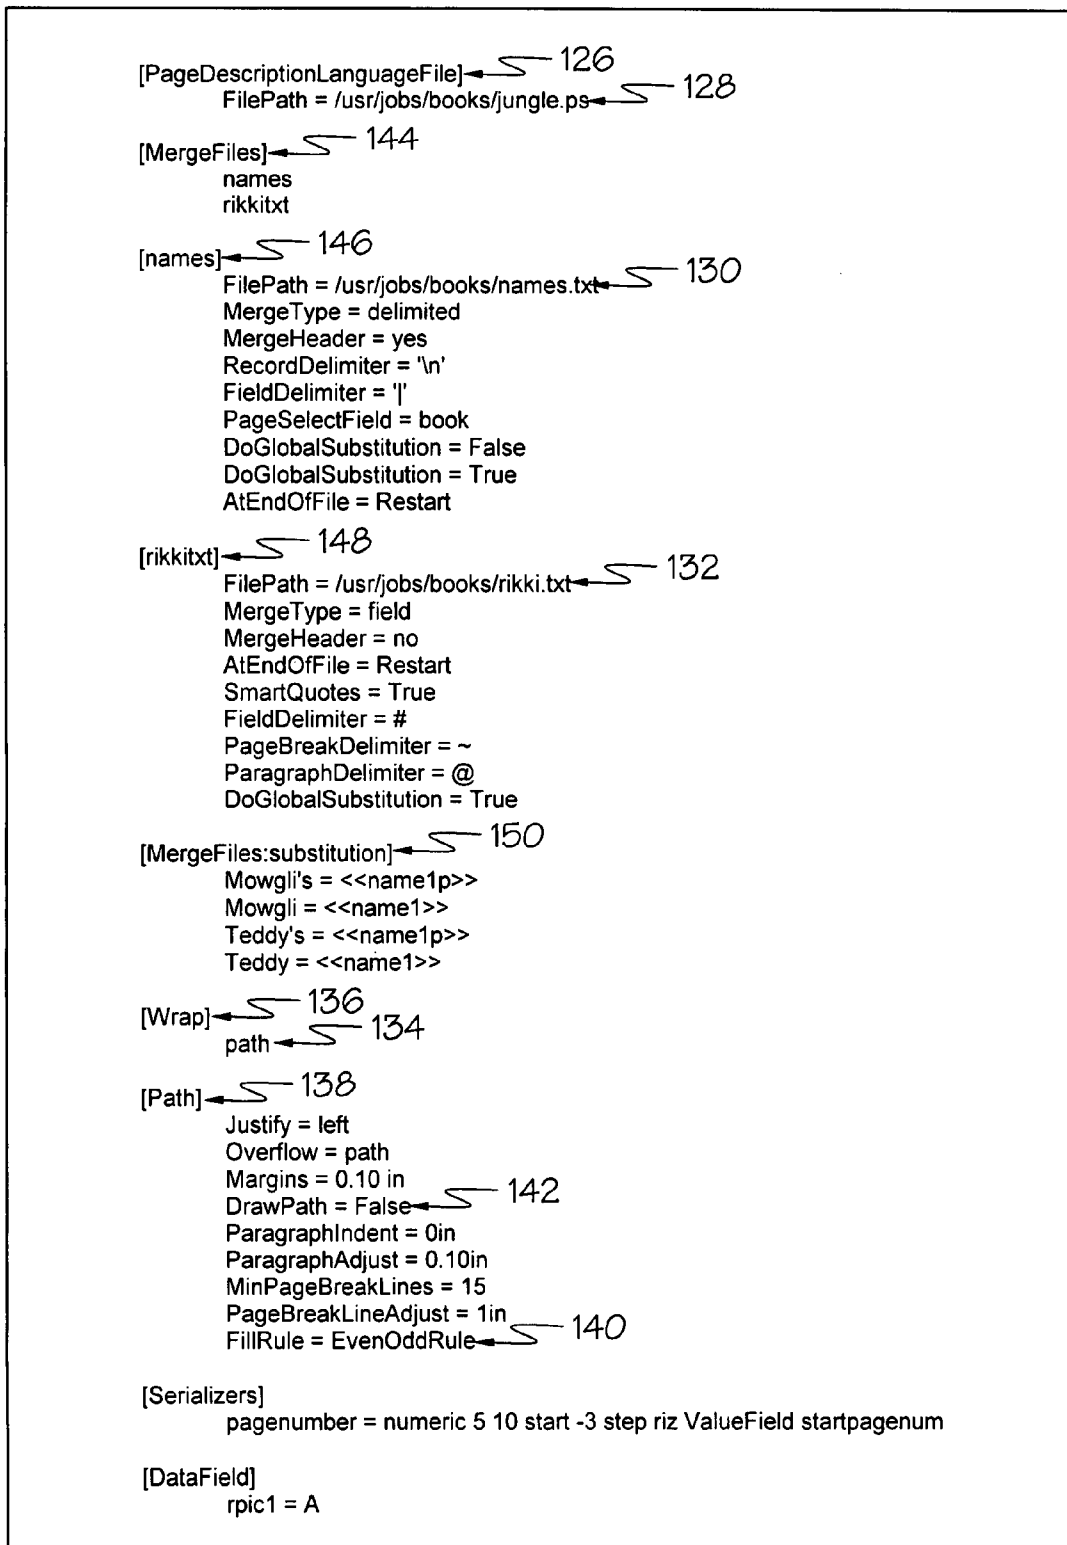 [PageDescriptionLanguageFile] 126
FilePath = /usr/jobs/books/jungle.ps 128
[MergeFiles] 144
names
rikkitxt
[names] 146
FilePath = /usr/jobs/books/names.txt 130
MergeType = delimited
MergeHeader = yes
RecordDelimiter = '\n'
FieldDelimiter = '|'
PageSelectField = book
DoGlobalSubstitution = False
DoGlobalSubstitution = True
AtEndOfFile = Restart
[rikkitxt] 148
FilePath = /usr/jobs/books/rikki.txt 132
MergeType = field
MergeHeader = no
AtEndOfFile = Restart
SmartQuotes = True
FieldDelimiter = #
PageBreakDelimiter = ~
ParagraphDelimiter = @
DoGlobalSubstitution = True
[MergeFiles:substitution] 150
Mowgli's = <<name1p>>
Mowgli = <<name1>>
Teddy's = <<name1p>>
Teddy = <<name1>>
[Wrap] 136
path 134
[Path] 138
Justify = left
Overflow = path
Margins = 0.10 in
DrawPath = False 142
ParagraphIndent = 0in
ParagraphAdjust = 0.10in
MinPageBreakLines = 15
PageBreakLineAdjust = 1in
FillRule = EvenOddRule 140
[Serializers]
pagenumber = numeric 5 10 start -3 step riz ValueField startpagenum
[DataField]
rpic1 = A